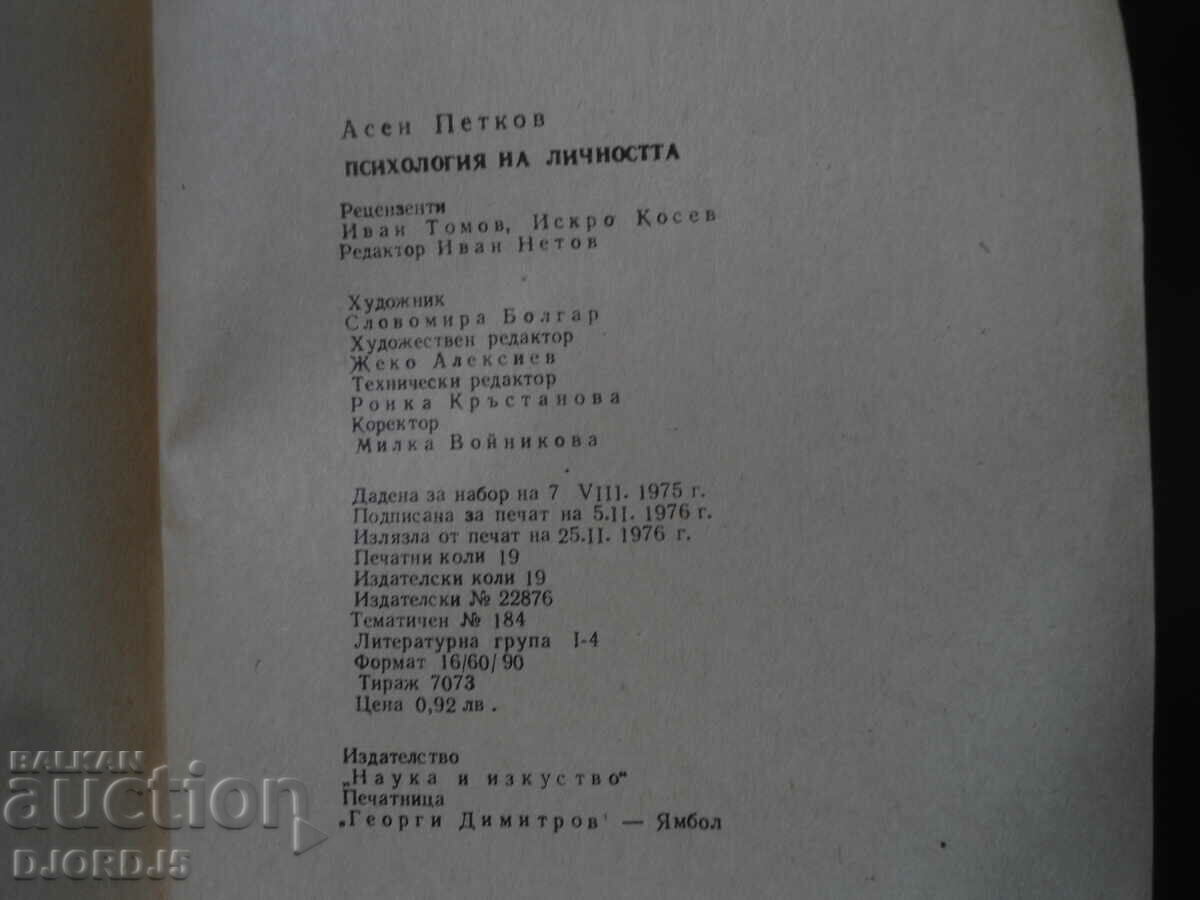 Асен Петков
ПСИХОЛОГИЯ НА ЛИЧНОСТТА
Рецензенти
Иван Томов, Искро Косев
Редактор Иван Нетов
Художник
Словомира Болгар
Художествен редактор
Жеко Алексиев
Технически редактор
Ронка Кръстанова
Коректор
Милка Войникова
Дадена за набор на 7 VIII. 1975 г.
Подписана за печат на 5.II. 1976 г.
Излязла от печат на 25.II. 1976 г.
Печатни коли 19
Издателски коли 19
Издателски № 22876
Тематичен № 184
Литературна група I-4
Формат 16/60/90
Тираж 7073
Цена 0,92 лв.
Издателство
„Наука и изкуство“
Печатница
„Георги Димитров‘ — Ямбол
BALKAN
auction
DJORDJ5